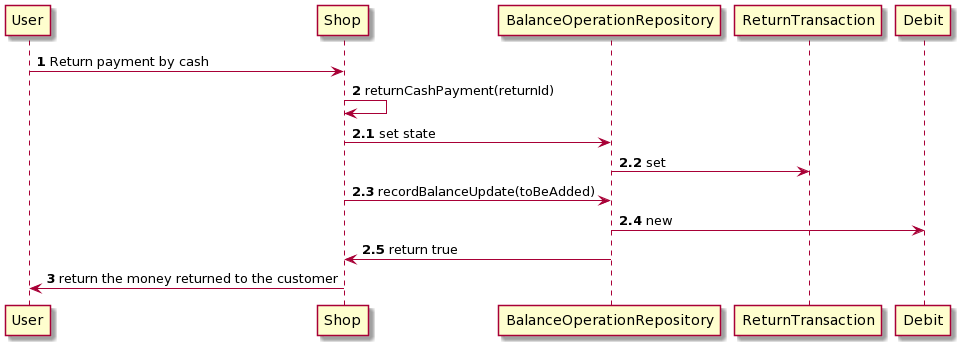 User Shop BalanceOperationRepository ReturnTransaction Debit
1 Return payment by cash
2 returnCashPayment(returnId)
2.1 set state
2.2 set
2.3 recordBalanceUpdate(toBeAdded)
2.4 new
2.5 return true
3 return the money returned to the customer
User Shop BalanceOperationRepository ReturnTransaction Debit